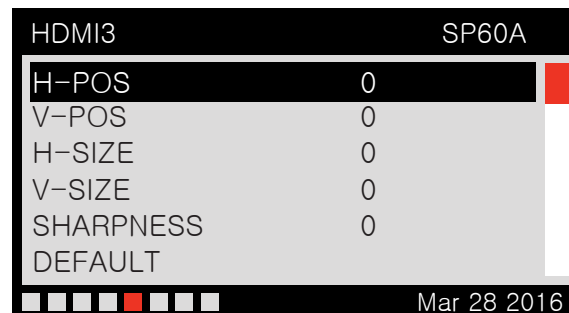 HDMI3 SP60A
H-POS 0
V-POS 0
H-SIZE 0
V-SIZE 0
SHARPNESS 0
DEFAULT
Mar 28 2016